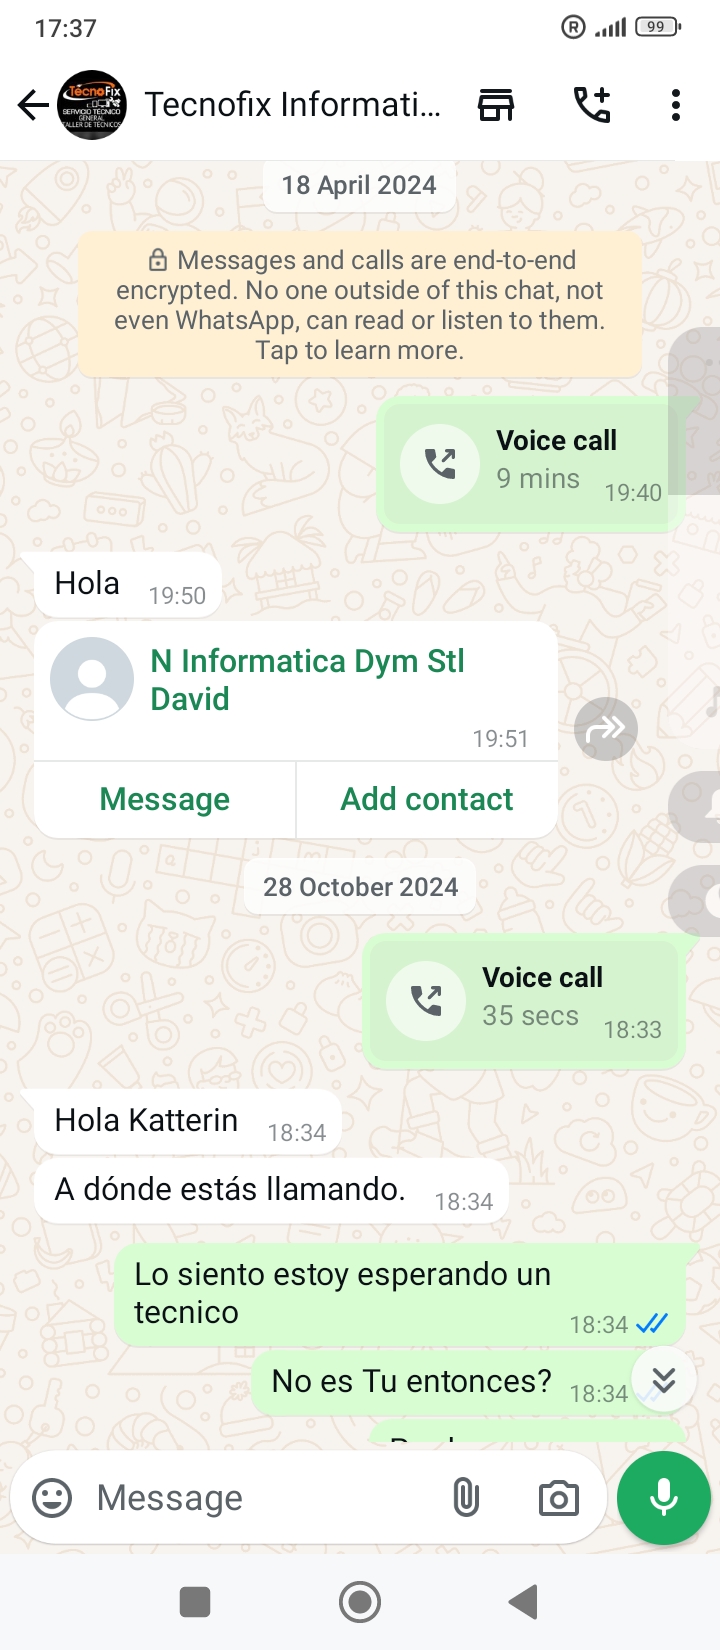 17:37
R
99
TécnoFix
SERVICIO TECNICO
GENERAL
TALLER DE TECNICOS
Tecnofix Informati...
18 April 2024
Messages and calls are end-to-end
encrypted. No one outside of this chat, not
even WhatsApp, can read or listen to them.
Tap to learn more.
Voice call
9 mins 19:40
Hola 19:50
N Informatica Dym Stl
David
19:51
Message Add contact
28 October 2024
Voice call
35 secs 18:33
Hola Katterin 18:34
A dónde estás llamando. 18:34
Lo siento estoy esperando un
tecnico 18:34
No es Tu entonces? 18:34
Message